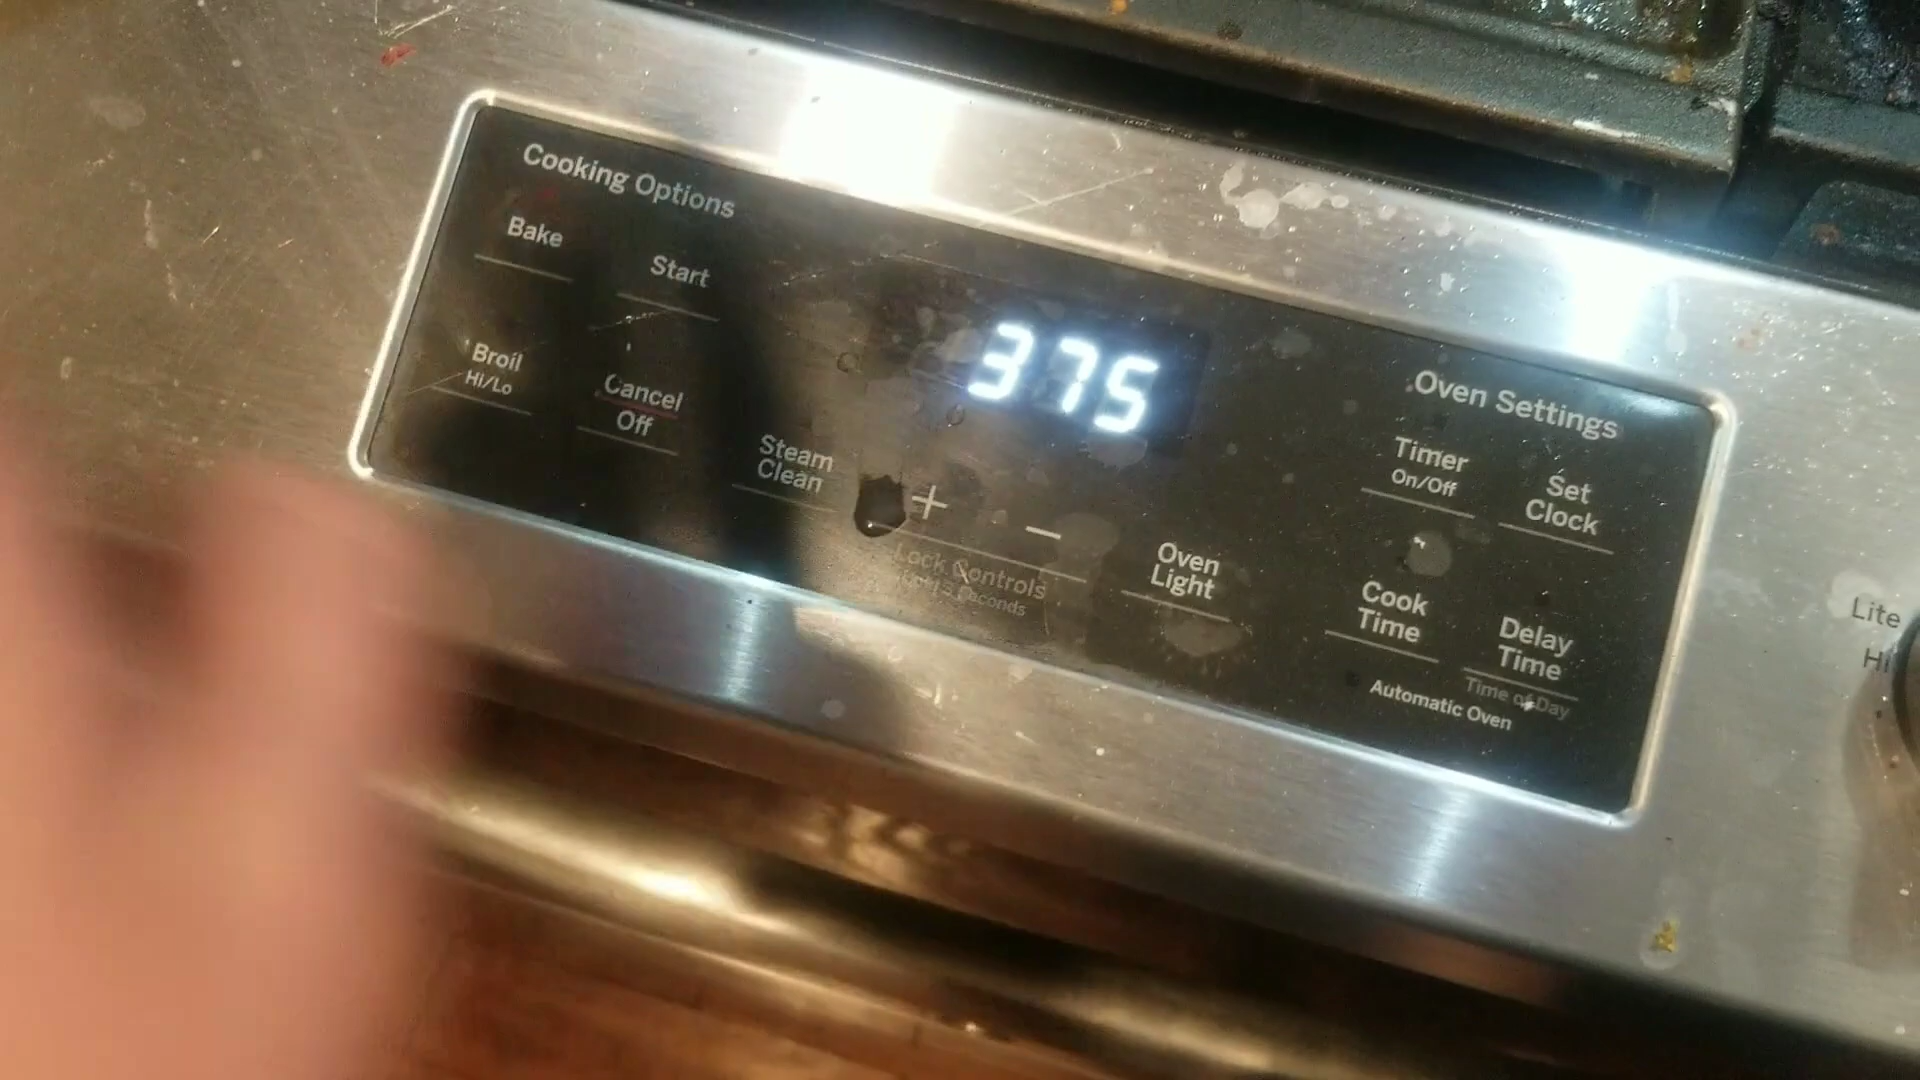 Cooking Options
Bake
Start
Broil
Hi/Lo
Cancel
Off
Steam
Clean
375
+
−
Lock Controls
Oven
Light
Oven Settings
Timer
On/Off
Set
Clock
Cook
Time
Delay
Time
Time of Day
Automatic Oven
Lite
Hi